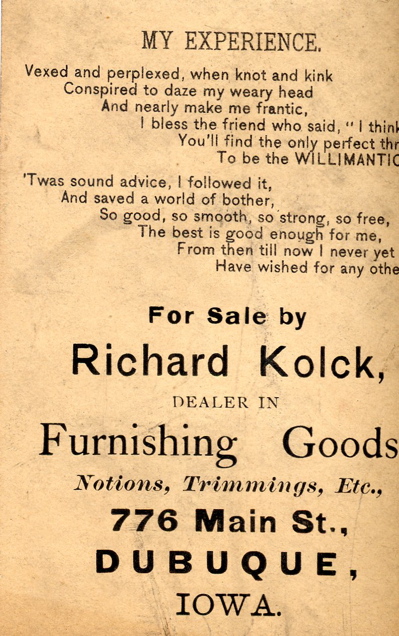 MY EXPERIENCE.
Vexed and perplexed, when knot and kink
Conspired to daze my weary head
And nearly make me frantic,
I bless the friend who said, "I think
You'll find the only perfect thr
To be the WILLIMANTIC
'Twas sound advice, I followed it,
And saved a world of bother,
So good, so smooth, so strong, so free,
The best is good enough for me,
From then till now I never yet
Have wished for any othe
For Sale by
Richard Kolck,
DEALER IN
Furnishing Goods
Notions, Trimmings, Etc.,
776 Main St.,
DUBUQUE,
IOWA.